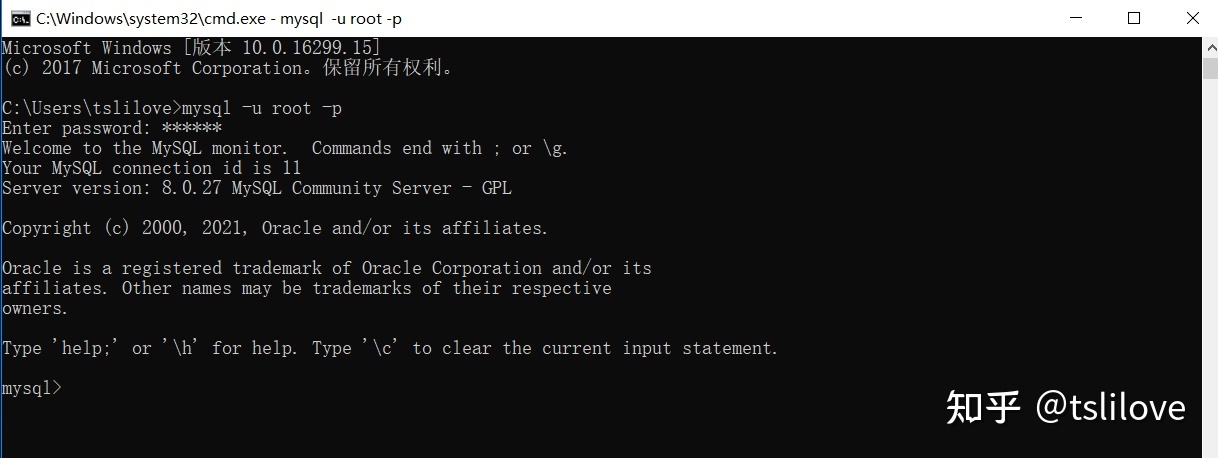 C:\Windows\system32\cmd.exe - mysql  -u root -p
Microsoft Windows [版本 10.0.16299.15]
(c) 2017 Microsoft Corporation。保留所有权利。
C:\Users\tslilove>mysql -u root -p
Enter password: ******
Welcome to the MySQL monitor.  Commands end with ; or \g.
Your MySQL connection id is 11
Server version: 8.0.27 MySQL Community Server - GPL
Copyright (c) 2000, 2021, Oracle and/or its affiliates.
Oracle is a registered trademark of Oracle Corporation and/or its
affiliates. Other names may be trademarks of their respective
owners.
Type 'help;' or '\h' for help. Type '\c' to clear the current input statement.
mysql>
知乎 @tslilove